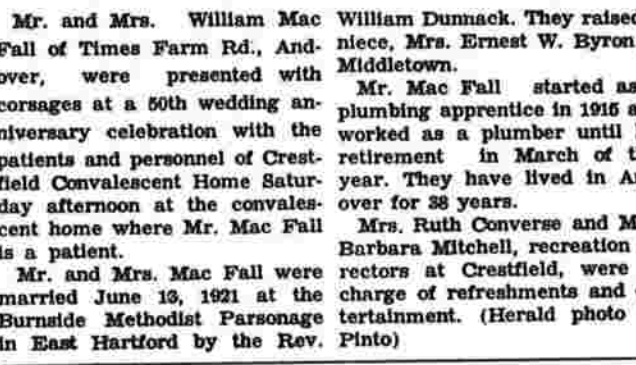 Mr. and Mrs. William Mac
Fall of Times Farm Rd., And-
over, were presented with
corsages at a 50th wedding an-
niversary celebration with the
patients and personnel of Crest-
field Convalescent Home Satur-
day afternoon at the convales-
cent home where Mr. Mac Fall
is a patient.
Mr. and Mrs. Mac Fall were
married June 13, 1921 at the
Burnside Methodist Parsonage
in East Hartford by the Rev.
William Dunnack. They raised
niece, Mrs. Ernest W. Byron
Middletown.
Mr. Mac Fall started as
plumbing apprentice in 1915 a
worked as a plumber until
retirement in March of t
year. They have lived in A
over for 38 years.
Mrs. Ruth Converse and M
Barbara Mitchell, recreation
rectors at Crestfield, were
charge of refreshments and
tertainment. (Herald photo
Pinto)